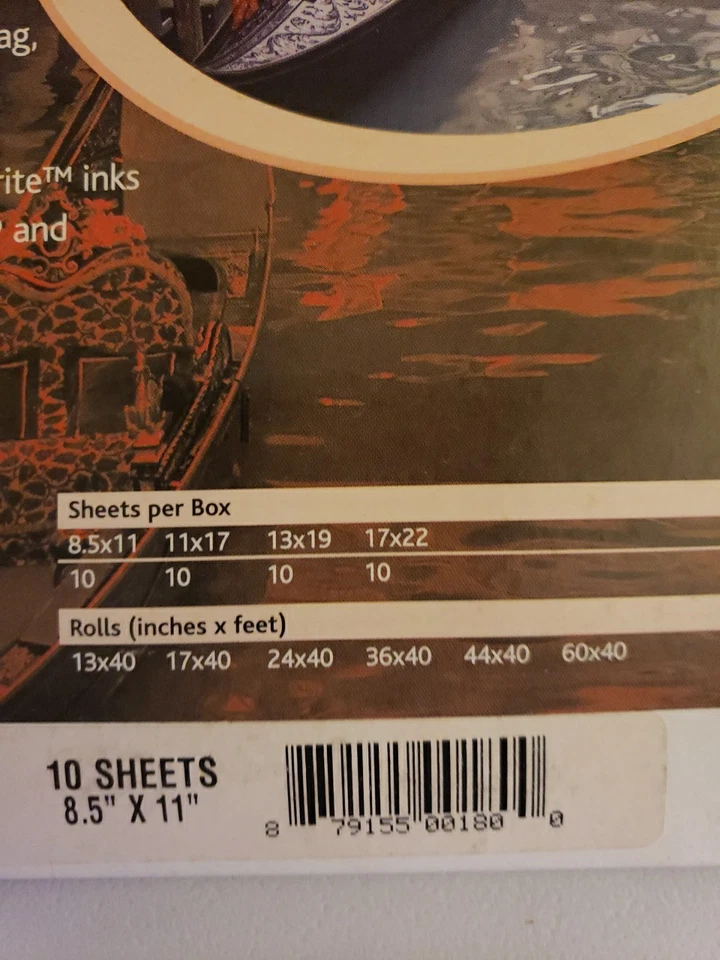 ag,
rite™ inks
and
Sheets per Box
8.5x11 11x17 13x19 17x22
10 10 10 10
Rolls (inches x feet)
13x40 17x40 24x40 36x40 44x40 60x40
10 SHEETS
8.5" X 11"
8 79155 00180 0